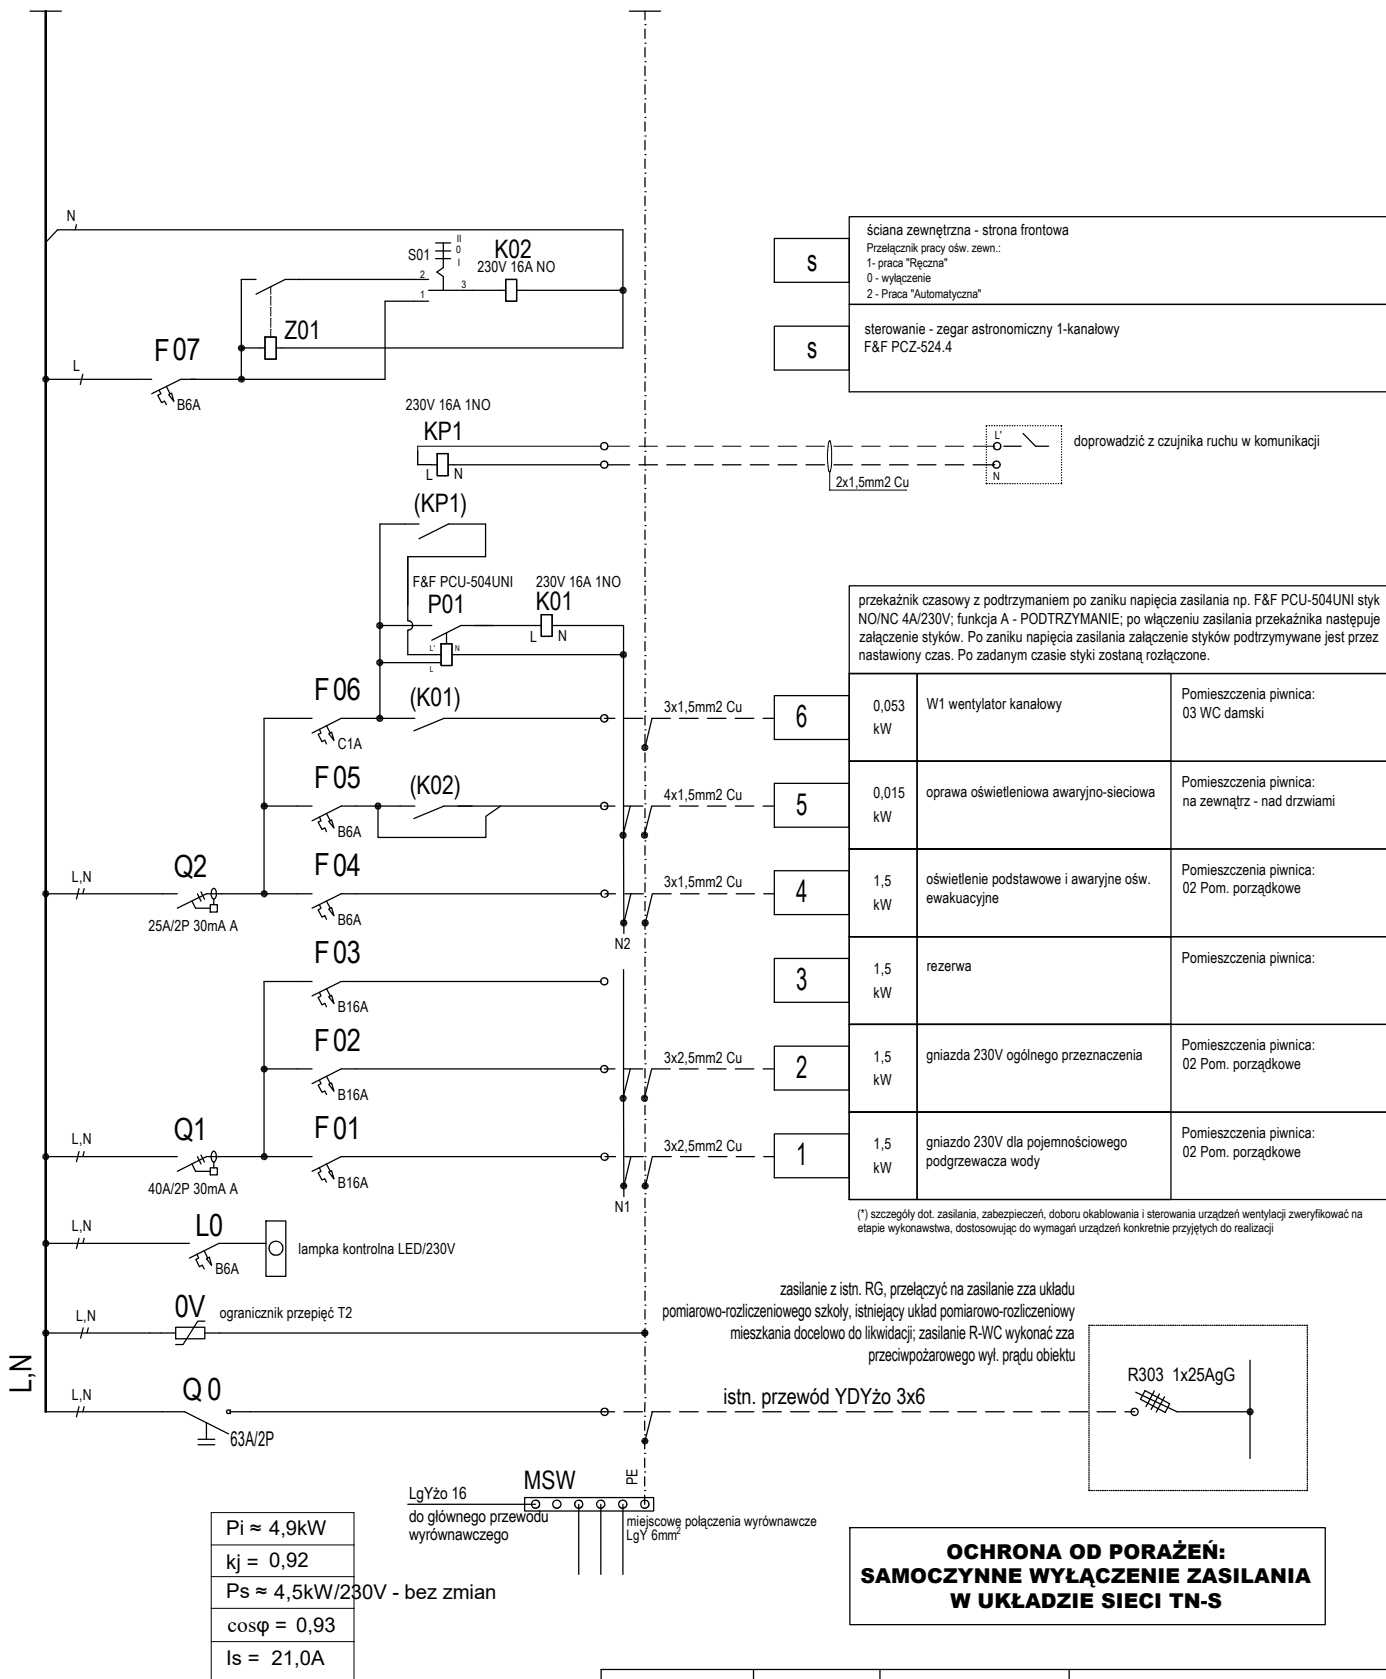 N
S01
II
0
I
K02
230V 16A NO
2
3
1
Z01
F07
L
B6A
s
ściana zewnętrzna - strona frontowa
Przełącznik pracy ośw. zewn.:
1- praca "Ręczna"
0 - wyłączenie
2 - Praca "Automatyczna"
s
sterowanie - zegar astronomiczny 1-kanałowy
F&F PCZ-524.4
230V 16A 1NO
KP1
L
N
2x1,5mm2 Cu
L'
N
doprowadzić z czujnika ruchu w komunikacji
(KP1)
F&F PCU-504UNI
230V 16A 1NO
P01
K01
L
N
L'
N
L
przekaźnik czasowy z podtrzymaniem po zaniku napięcia zasilania np. F&F PCU-504UNI styk
NO/NC 4A/230V; funkcja A - PODTRZYMANIE; po włączeniu zasilania przekaźnika następuje
załączenie styków. Po zaniku napięcia zasilania załączenie styków podtrzymywane jest przez
nastawiony czas. Po zadanym czasie styki zostaną rozłączone.
F06
(K01)
C1A
3x1,5mm2 Cu
6
0,053
kW
W1 wentylator kanałowy
Pomieszczenia piwnica:
03 WC damski
F05
(K02)
B6A
4x1,5mm2 Cu
5
0,015
kW
oprawa oświetleniowa awaryjno-sieciowa
Pomieszczenia piwnica:
na zewnątrz - nad drzwiami
L,N
Q2
25A/2P 30mA A
F04
B6A
3x1,5mm2 Cu
N2
4
1,5
kW
oświetlenie podstawowe i awaryjne ośw.
ewakuacyjne
Pomieszczenia piwnica:
02 Pom. porządkowe
F03
B16A
3
1,5
kW
rezerwa
Pomieszczenia piwnica:
F02
B16A
3x2,5mm2 Cu
2
1,5
kW
gniazda 230V ogólnego przeznaczenia
Pomieszczenia piwnica:
02 Pom. porządkowe
L,N
Q1
40A/2P 30mA A
F01
B16A
3x2,5mm2 Cu
N1
1
1,5
kW
gniazdo 230V dla pojemnościowego
podgrzewacza wody
Pomieszczenia piwnica:
02 Pom. porządkowe
(*) szczegóły dot. zasilania, zabezpieczeń, doboru okablowania i sterowania urządzeń wentylacji zweryfikować na
etapie wykonawstwa, dostosowując do wymagań urządzeń konkretnie przyjętych do realizacji
L,N
L0
B6A
lampka kontrolna LED/230V
L,N
0V
ogranicznik przepięć T2
zasilanie z istn. RG, przełączyć na zasilanie zza układu
pomiarowo-rozliczeniowego szkoły, istniejący układ pomiarowo-rozliczeniowy
mieszkania docelowo do likwidacji; zasilanie R-WC wykonać zza
przeciwpożarowego wył. prądu obiektu
L,N
L,N
Q0
63A/2P
istn. przewód YDYżo 3x6
R303 1x25AgG
PE
MSW
LgYżo 16
do głównego przewodu
wyrównawczego
miejscowe połączenia wyrównawcze
LgY 6mm²
Pi ≈ 4,9kW
kj = 0,92
Ps ≈ 4,5kW/230V - bez zmian
cosφ = 0,93
Is = 21,0A
OCHRONA OD PORAŻEŃ:
SAMOCZYNNE WYŁĄCZENIE ZASILANIA
W UKŁADZIE SIECI TN-S